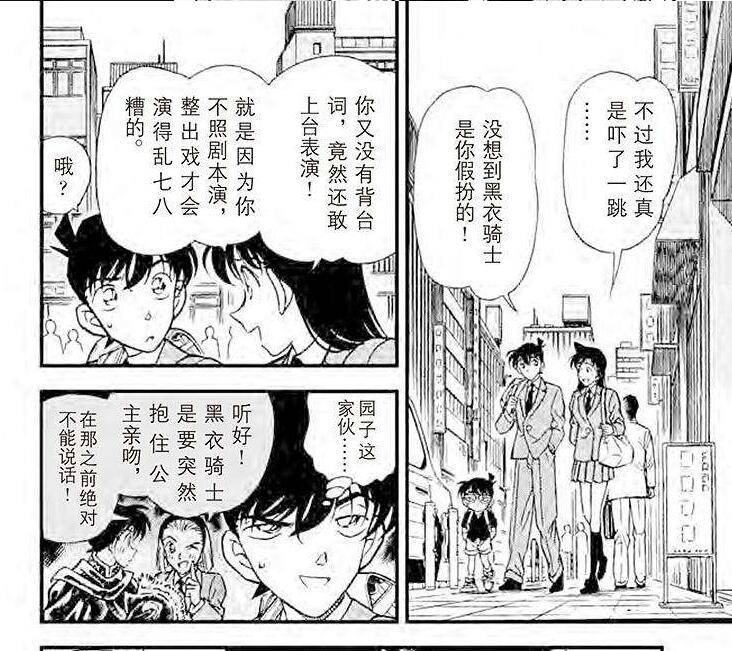 不过我还真
是吓了一跳
……
没想到黑衣骑士
是你假扮的！
你又没有背台
词，竟然还敢
上台表演！
就是因为你
不照剧本演，
整出戏才会
演得乱七八
糟的。
哦？
园子这
家伙……
听好！
黑衣骑士
是要突然
抱住公
主亲吻，
在那之前绝对
不能说话！